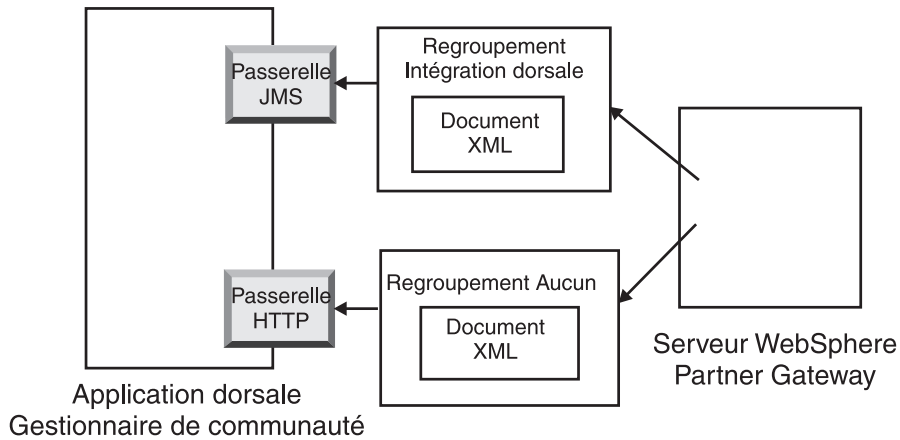 Passerelle
JMS
Regroupement
Intégration dorsale
Document
XML
Passerelle
HTTP
Regroupement Aucun
Document
XML
Serveur WebSphere
Partner Gateway
Application dorsale
Gestionnaire de communauté